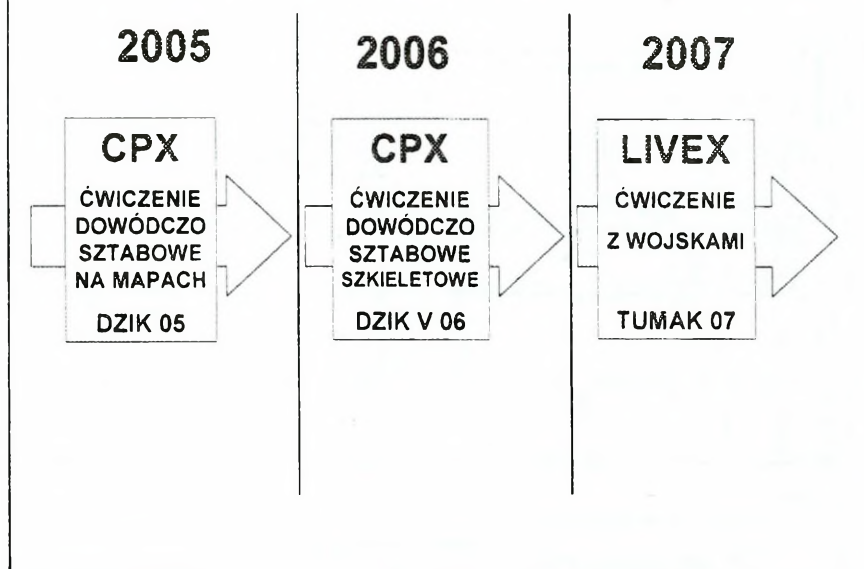 2005
CPX
ĆWICZENIE
DOWÓDCZO
SZTABOWE
NA MAPACH
DZIK 05
2006
CPX
ĆWICZENIE
DOWÓDCZO
SZTABOWE
SZKIELETOWE
DZIK V 06
2007
LIVEX
ĆWICZENIE
Z WOJSKAMI
TUMAK 07